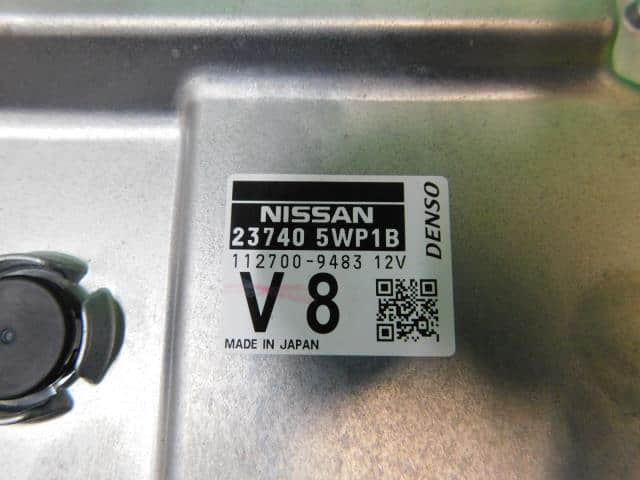 NISSAN
23740 5WP1B
112700-9483 12V
V 8
MADE IN JAPAN
DENSO